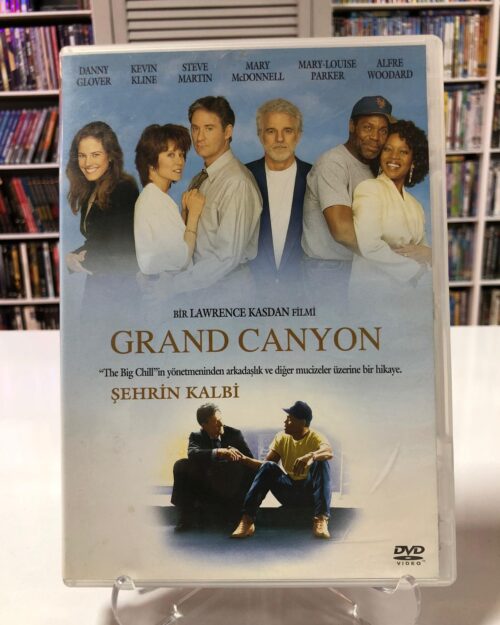 DANNY GLOVER
KEVIN KLINE
STEVE MARTIN
MARY McDONNELL
MARY-LOUISE PARKER
ALFRE WOODARD
BİR LAWRENCE KASDAN FİLMİ
GRAND CANYON
“The Big Chill”in yönetmeninden arkadaşlık ve diğer mucizeler üzerine bir hikaye.
ŞEHRİN KALBİ
DVD
VIDEO